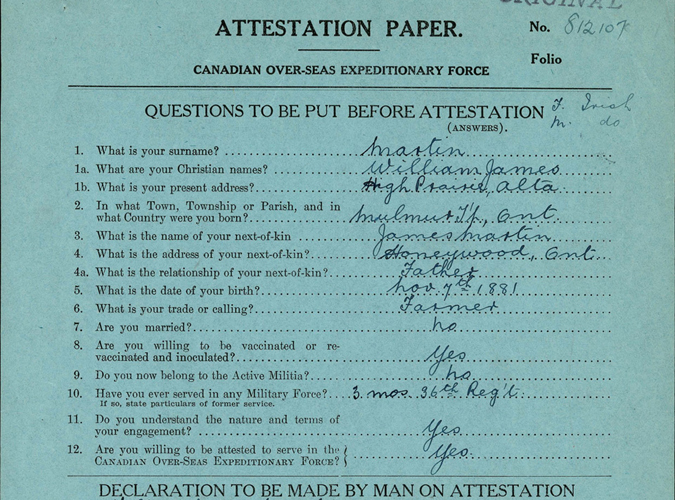 ORIGINAL
ATTESTATION PAPER.
No. 812107
Folio
CANADIAN OVER-SEAS EXPEDITIONARY FORCE
QUESTIONS TO BE PUT BEFORE ATTESTATION
F. Irish
M. do
(ANSWERS).
1. What is your surname? Martin
1a. What are your Christian names? William James
1b. What is your present address? High Prairie, Alta
2. In what Town, Township or Parish, and in
what Country were you born? Mulmur T'p, Ont.
3. What is the name of your next-of-kin James Martin
4. What is the address of your next-of-kin? Honeywood, Ont.
4a. What is the relationship of your next-of-kin? Father
5. What is the date of your birth? Nov. 7th 1881
6. What is your trade or calling? Farmer
7. Are you married? no
8. Are you willing to be vaccinated or re-
vaccinated and inoculated? Yes
9. Do you now belong to the Active Militia? No
10. Have you ever served in any Military Force? 3 mos. 36th Reg't.
If so, state particulars of former service.
11. Do you understand the nature and terms of
your engagement? Yes
12. Are you willing to be attested to serve in the
CANADIAN OVER-SEAS EXPEDITIONARY FORCE? Yes
DECLARATION TO BE MADE BY MAN ON ATTESTATION